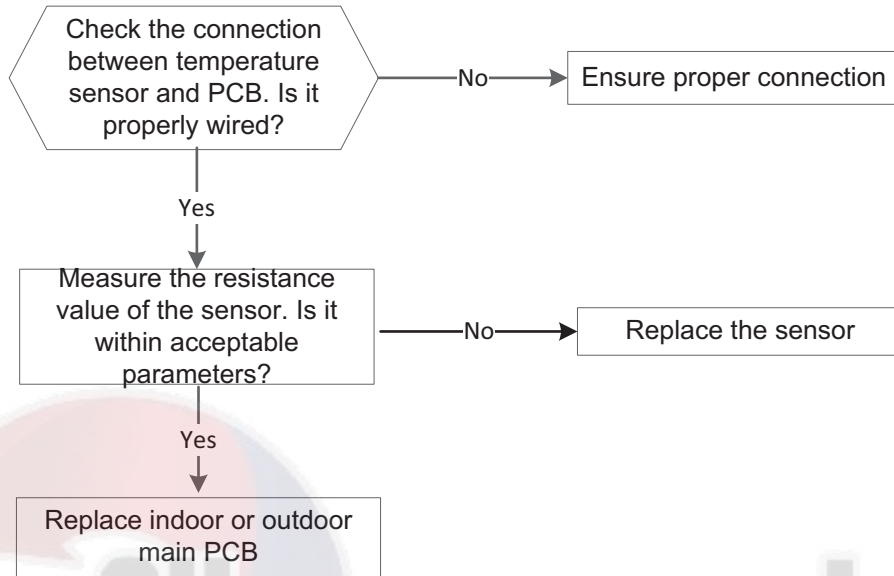 Check the connection
between temperature
sensor and PCB. Is it
properly wired?
No
Ensure proper connection
Yes
Measure the resistance
value of the sensor. Is it
within acceptable
parameters?
No
Replace the sensor
Yes
Replace indoor or outdoor
main PCB